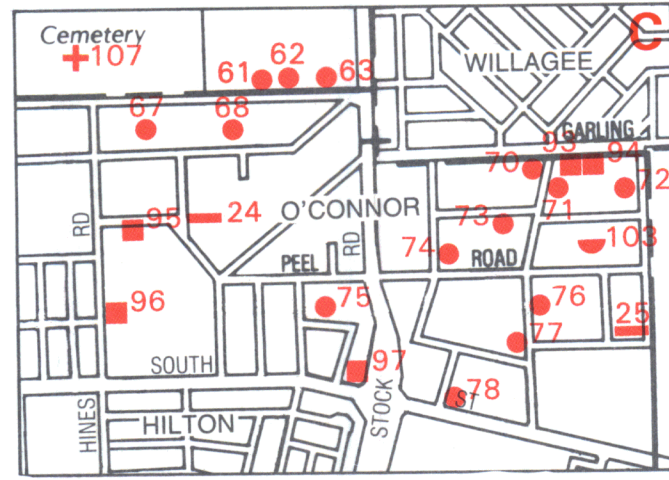 C
Cemetery
107
WILLAGEE
61 62 63
67 68
GARLING
93 94
70 71 72
24
O'CONNOR
RD
95
73
103
74
ROAD
PEEL
RD
96
75
76
25
77
SOUTH
97
78
ST
STOCK
HINES
HILTON